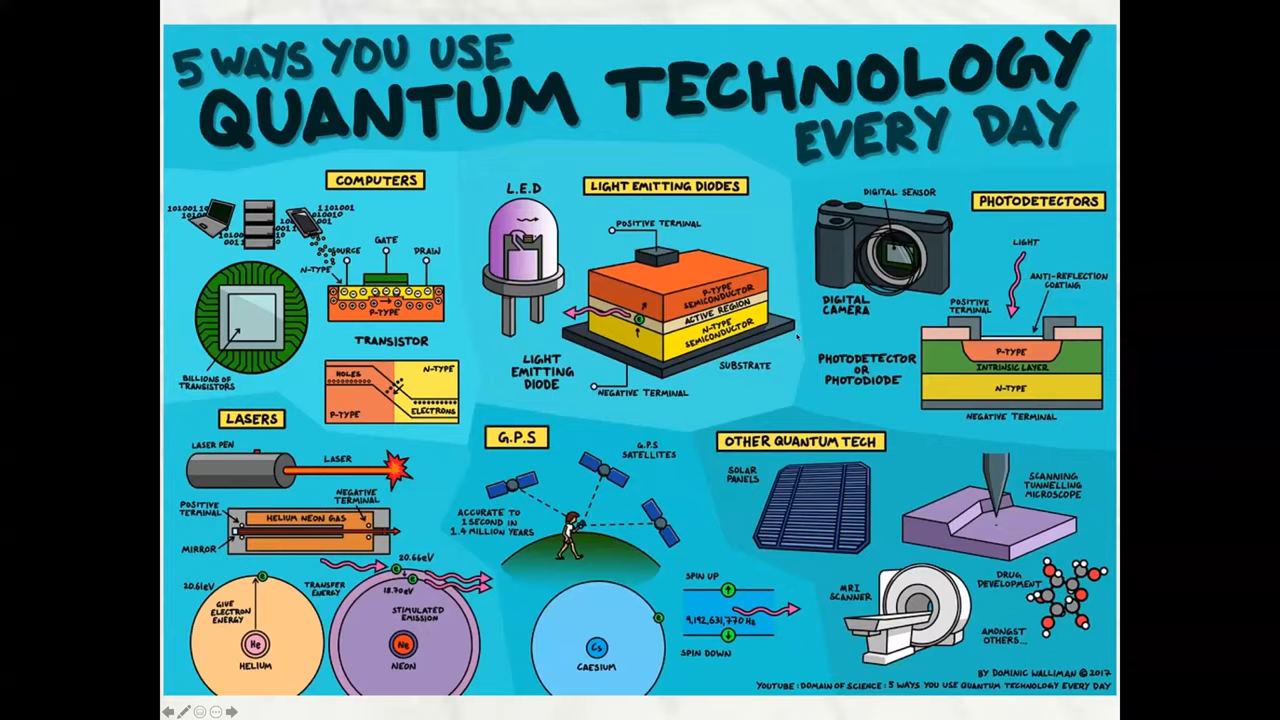 5 WAYS YOU USE
QUANTUM TECHNOLOGY
EVERY DAY
COMPUTERS
SOURCE
GATE
DRAIN
N-TYPE
P-TYPE
TRANSISTOR
BILLIONS OF
TRANSISTORS
HOLES
N-TYPE
P-TYPE
ELECTRONS
LIGHT EMITTING DIODES
L.E.D
POSITIVE TERMINAL
P-TYPE
SEMICONDUCTOR
ACTIVE REGION
N-TYPE
SEMICONDUCTOR
LIGHT
EMITTING
DIODE
SUBSTRATE
NEGATIVE TERMINAL
PHOTODETECTORS
DIGITAL SENSOR
DIGITAL
CAMERA
LIGHT
ANTI-REFLECTION
COATING
POSITIVE
TERMINAL
PHOTODETECTOR
OR
PHOTODIODE
P-TYPE
INTRINSIC LAYER
N-TYPE
NEGATIVE TERMINAL
LASERS
LASER PEN
LASER
POSITIVE
TERMINAL
NEGATIVE
TERMINAL
HELIUM NEON GAS
MIRROR
20.61eV
GIVE
ELECTRON
ENERGY
He
HELIUM
TRANSFER
ENERGY
20.66eV
18.70eV
STIMULATED
EMISSION
Ne
NEON
G.P.S
G.P.S
SATELLITES
ACCURATE TO
1 SECOND IN
1.4 MILLION YEARS
Cs
CAESIUM
SPIN UP
9,192,631,770 Hz
SPIN DOWN
OTHER QUANTUM TECH
SOLAR
PANELS
SCANNING
TUNNELLING
MICROSCOPE
MRI
SCANNER
DRUG
DEVELOPMENT
AMONGST
OTHERS...
BY DOMINIC WALLIMAN © 2017
YOUTUBE : DOMAIN OF SCIENCE : 5 WAYS YOU USE QUANTUM TECHNOLOGY EVERY DAY